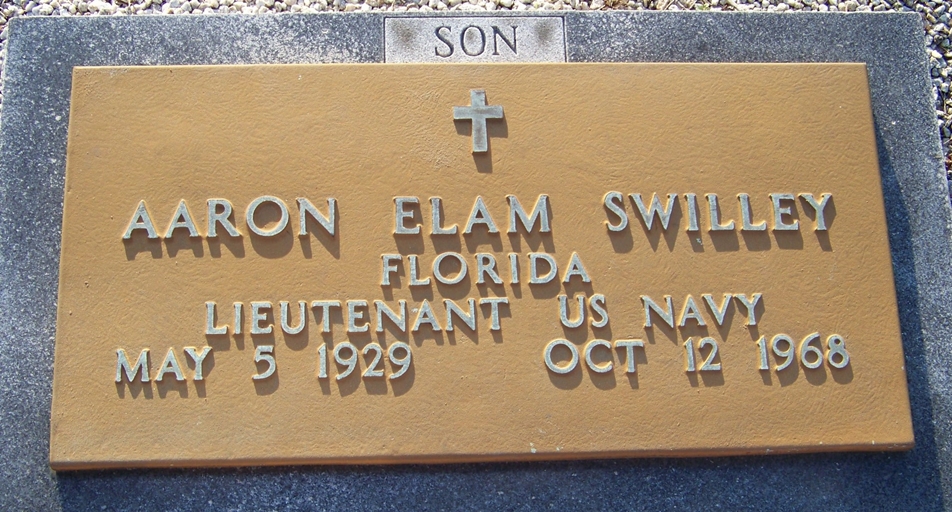 SON
AARON ELAM SWILLEY
FLORIDA
LIEUTENANT US NAVY
MAY 5 1929 OCT 12 1968